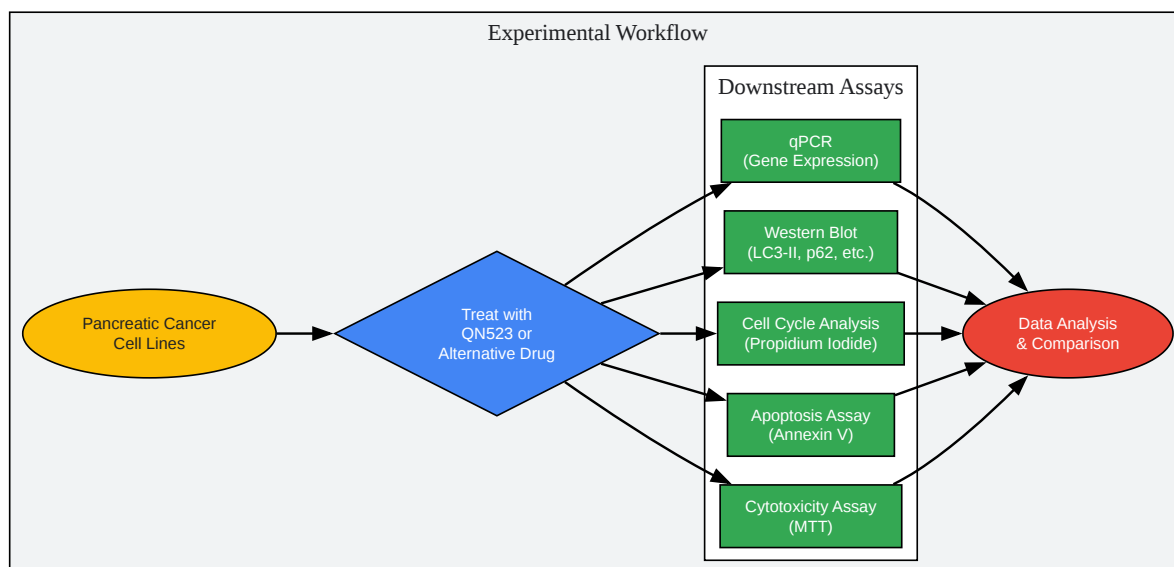 Experimental Workflow
Downstream Assays
Pancreatic Cancer
Cell Lines
Treat with
QN523 or
Alternative Drug
qPCR
(Gene Expression)
Western Blot
(LC3-II, p62, etc.)
Cell Cycle Analysis
(Propidium Iodide)
Apoptosis Assay
(Annexin V)
Cytotoxicity Assay
(MTT)
Data Analysis
& Comparison